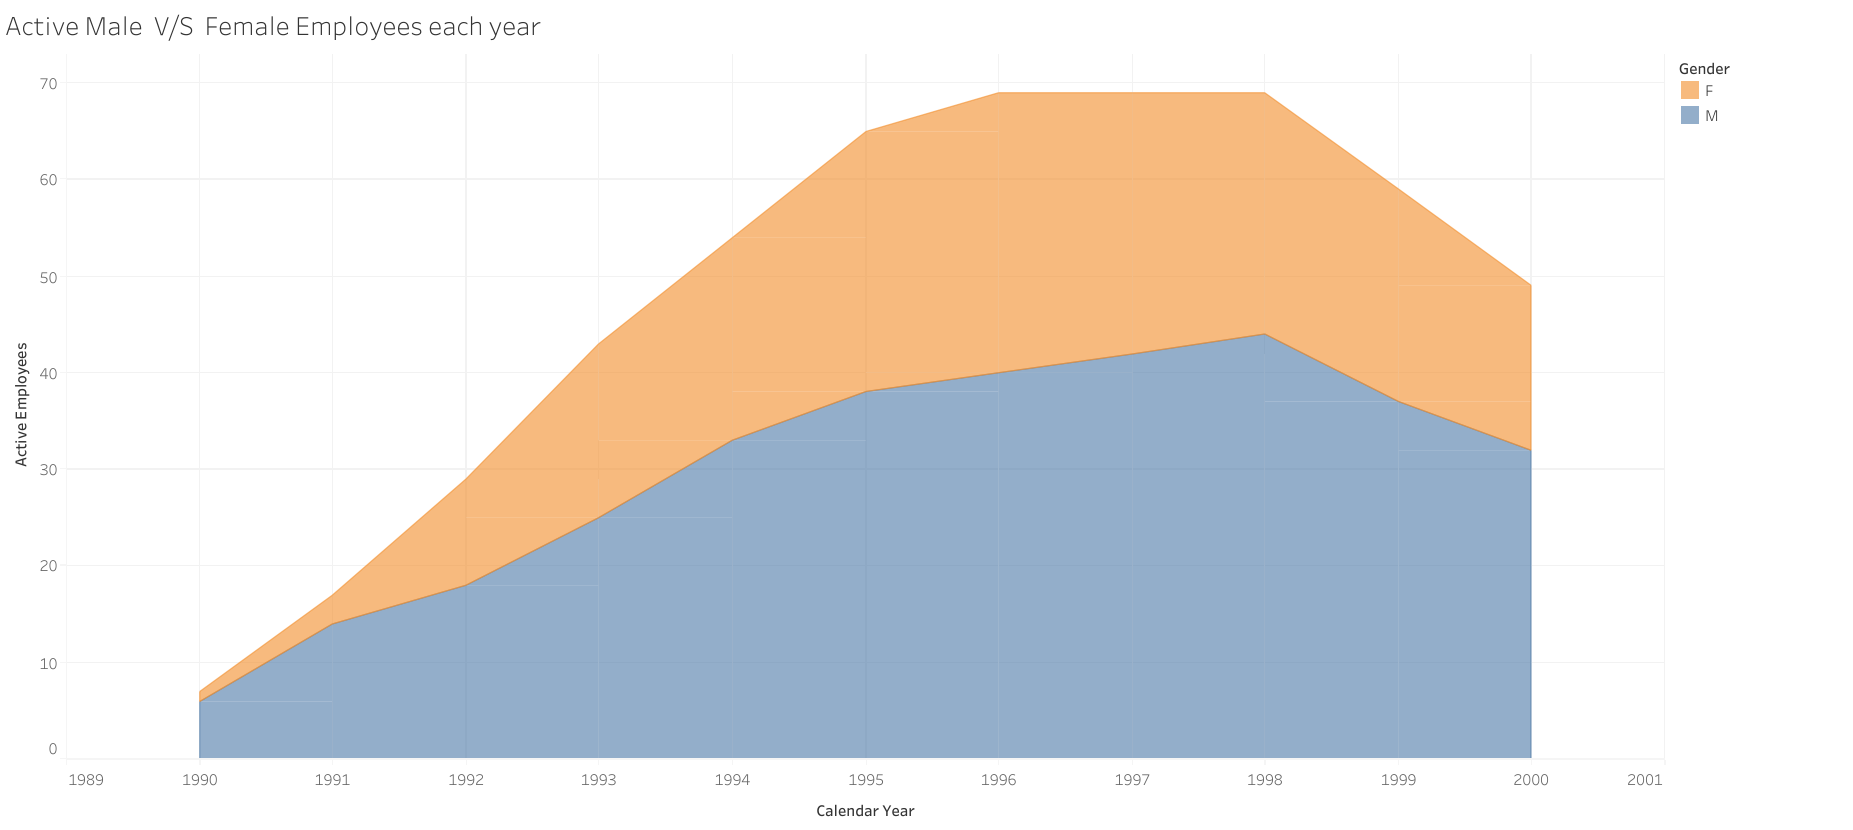 Active Male  V/S  Female Employees each year
Gender
F
M
70
60
50
40
30
20
10
0
Active Employees
1989 1990 1991 1992 1993 1994 1995 1996 1997 1998 1999 2000 2001
Calendar Year